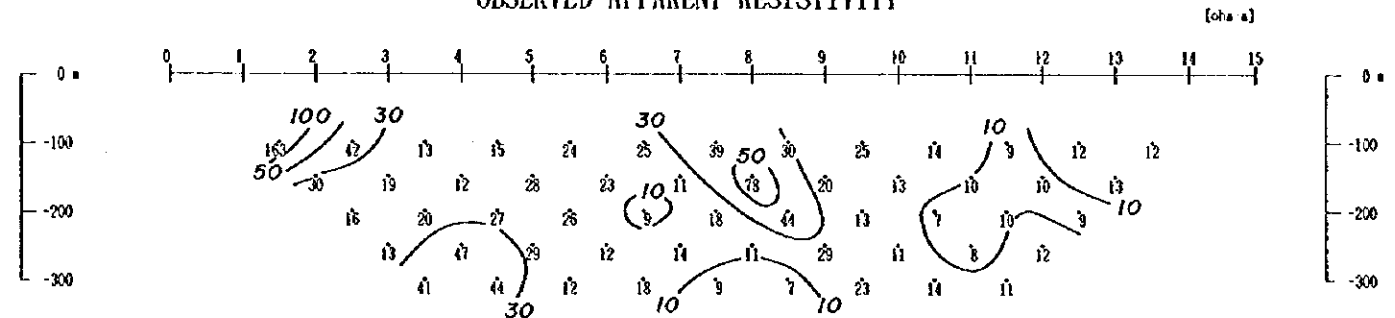 OBSERVED APPARENT RESISTIVITY
[ohm m]
0 1 2 3 4 5 6 7 8 9 10 11 12 13 14 15
0 m 0 m
100 30 30 10
-100 163 42 13 15 24 25 39 30 25 14 9 12 12 -100
50 50
30 19 12 28 23 11 78 20 13 10 10 13
10
-200 16 20 27 26 9 18 44 13 7 10 9 10 -200
13 47 29 12 14 11 29 11 8 12
-300 41 44 12 18 9 7 23 14 11 -300
30 10 10